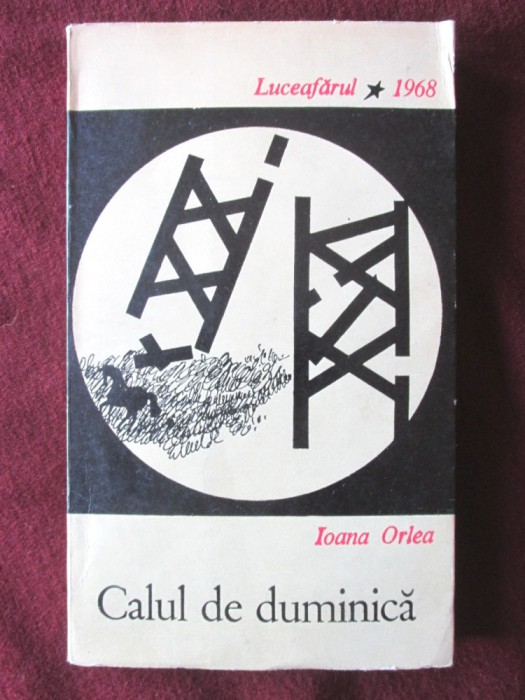 Luceafărul ★ 1968
Ioana Orlea
Calul de duminică